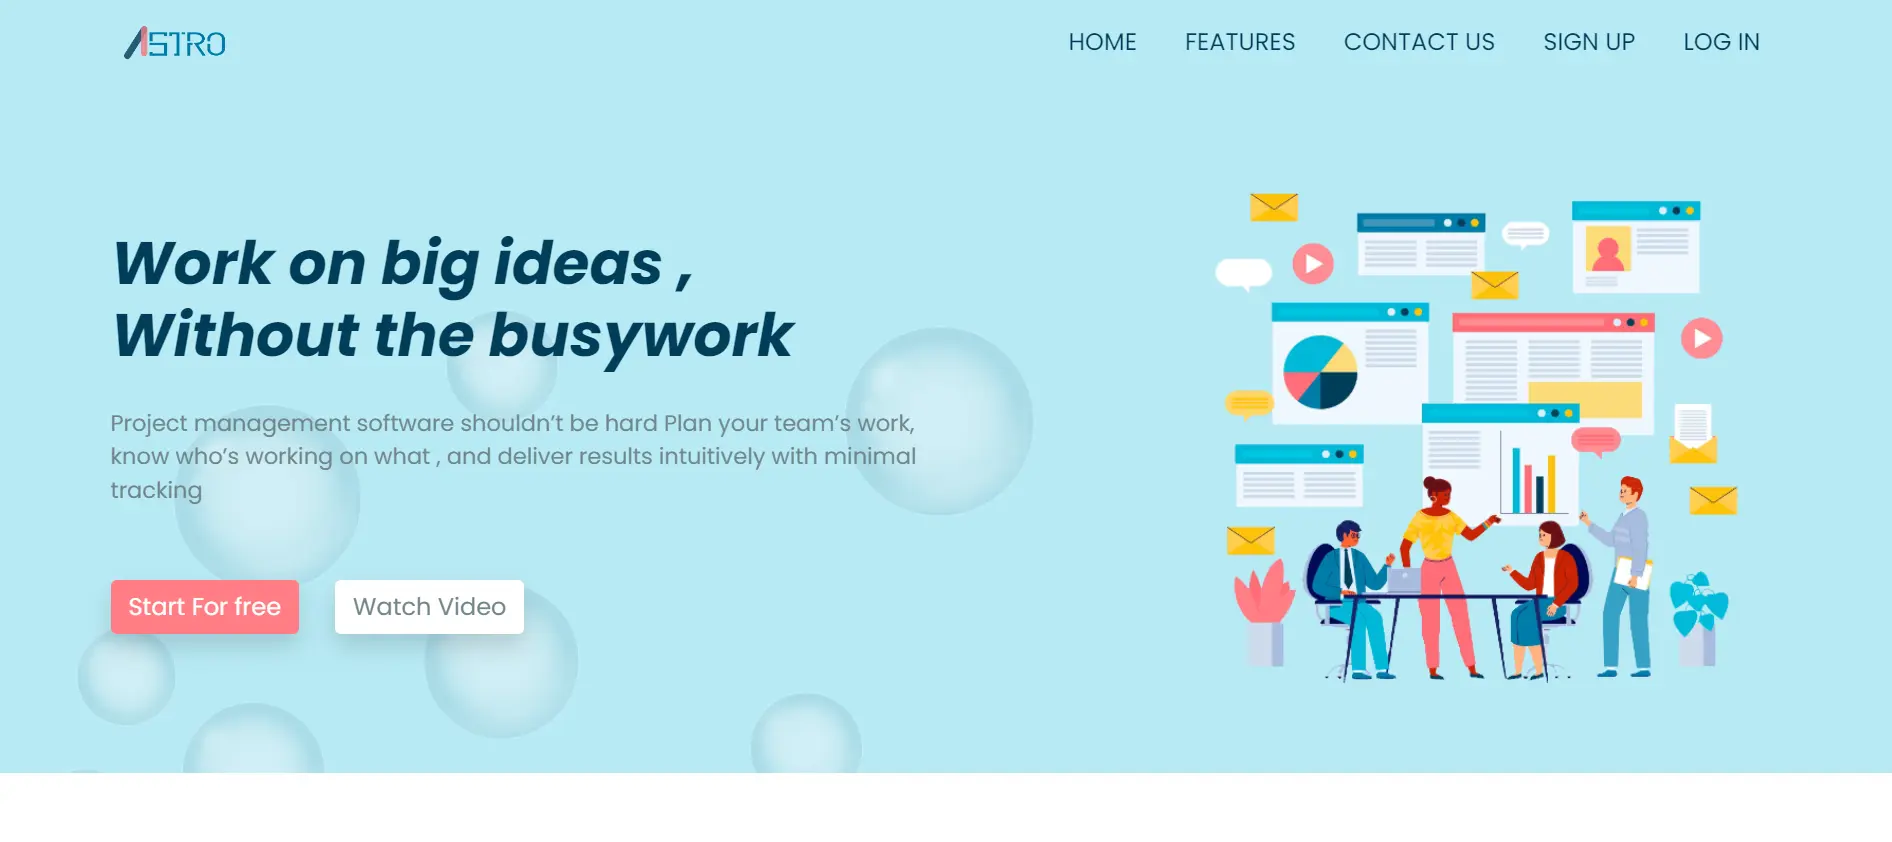 ASTRO
HOME FEATURES CONTACT US SIGN UP LOG IN
Work on big ideas ,
Without the busywork
Project management software shouldn’t be hard Plan your team’s work,
know who’s working on what , and deliver results intuitively with minimal
tracking
Start For free Watch Video